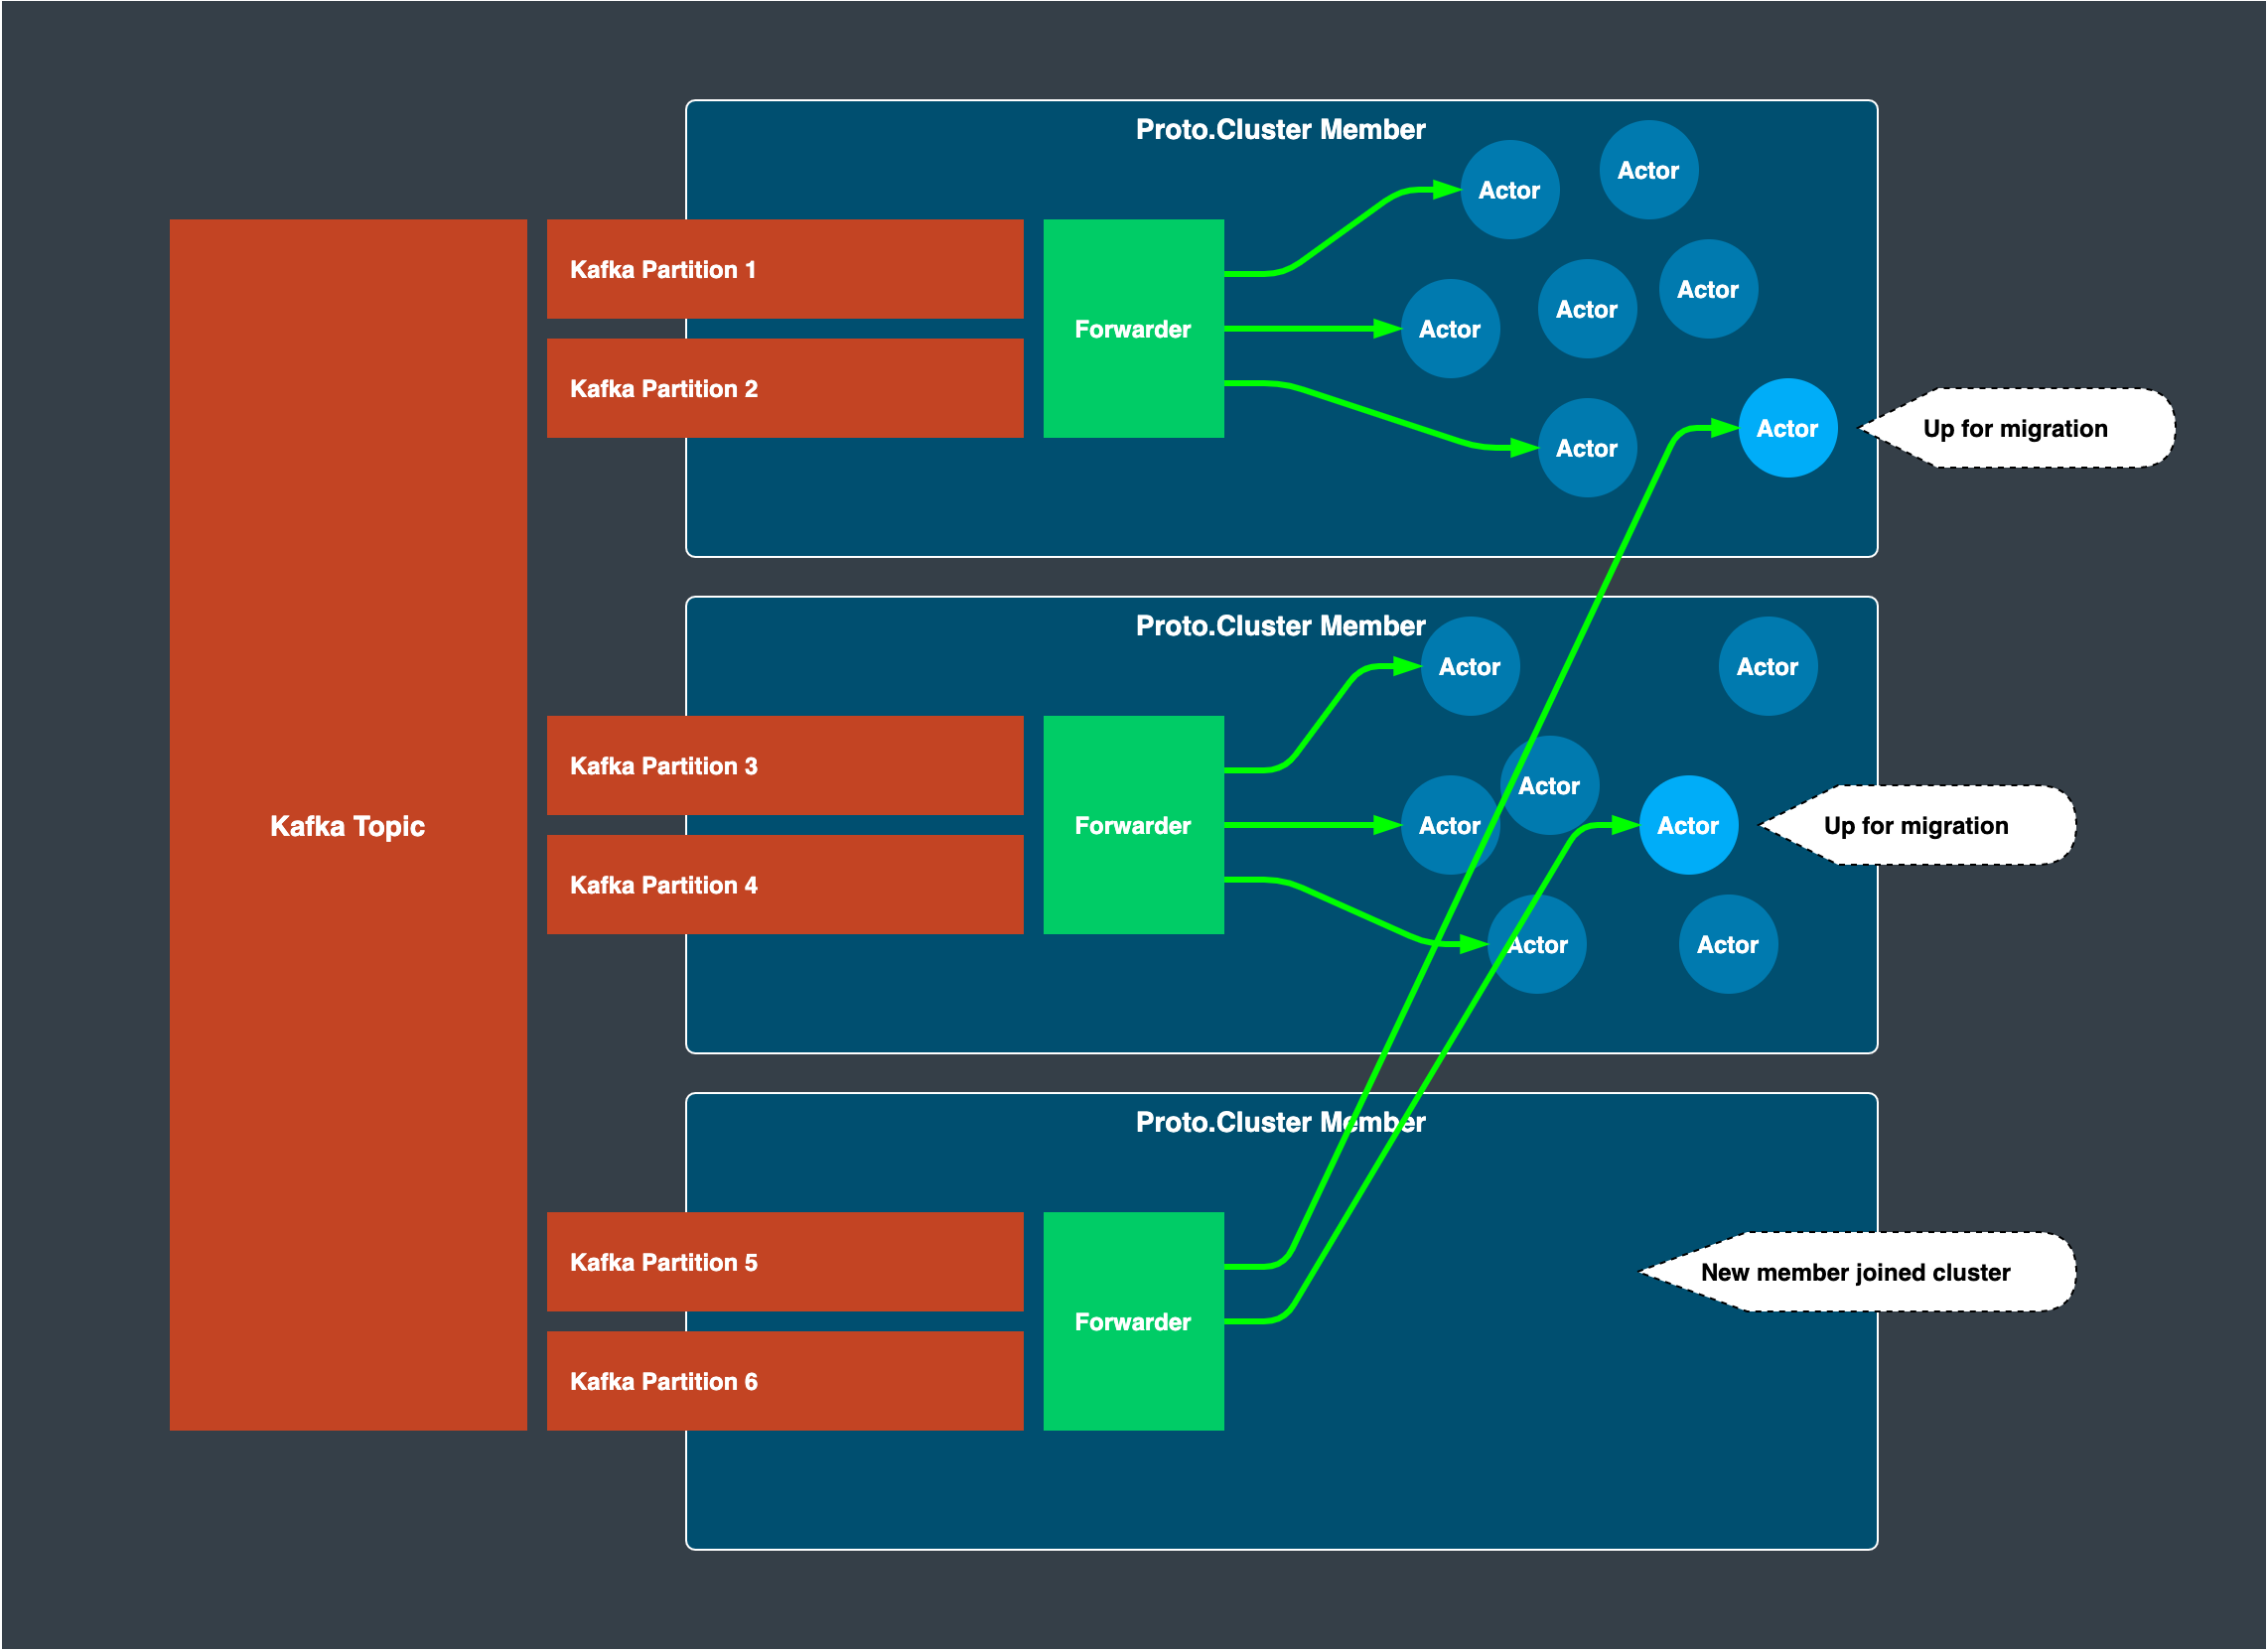 Kafka Topic
Proto.Cluster Member
Kafka Partition 1
Kafka Partition 2
Forwarder
Actor
Actor
Actor
Actor
Actor
Actor
Actor
Up for migration
Proto.Cluster Member
Kafka Partition 3
Kafka Partition 4
Forwarder
Actor
Actor
Actor
Actor
Actor
Up for migration
Actor
Actor
Proto.Cluster Member
Kafka Partition 5
Kafka Partition 6
Forwarder
New member joined cluster